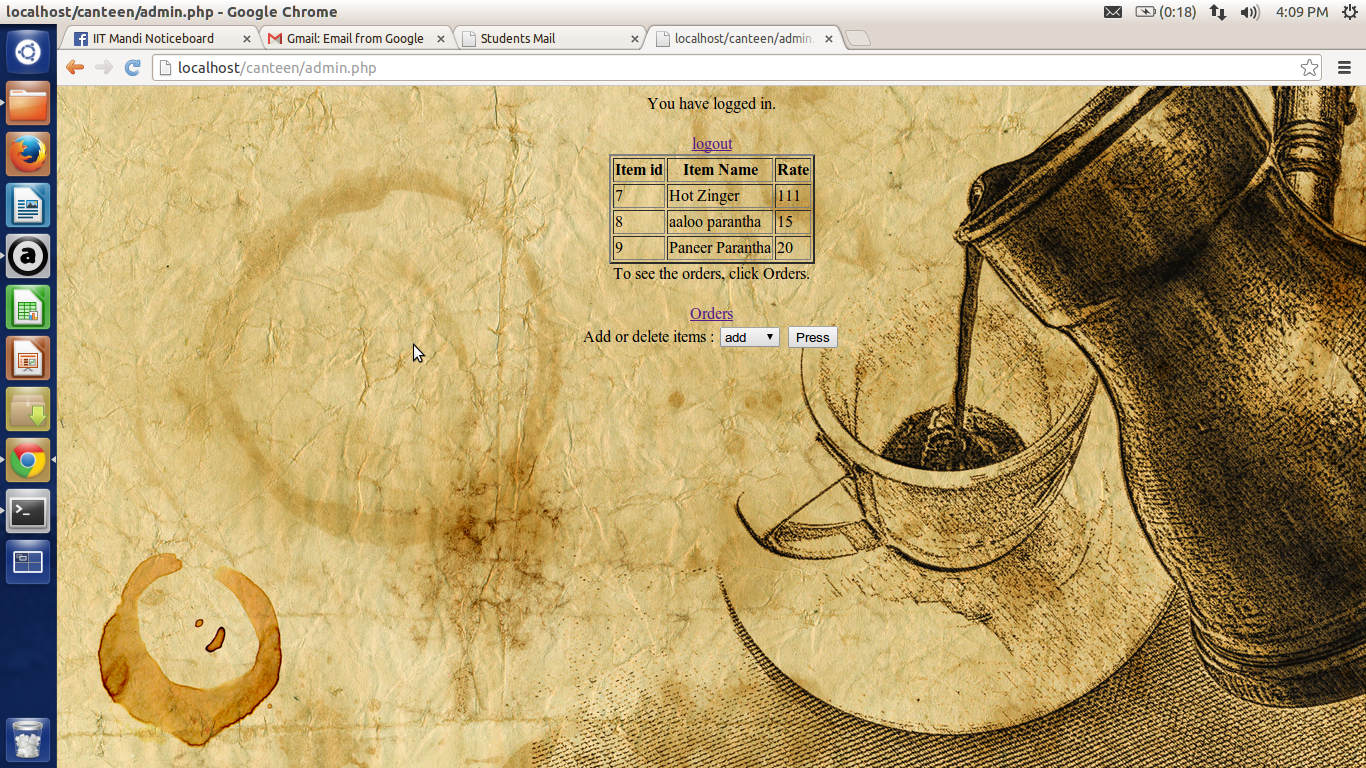 localhost/canteen/admin.php - Google Chrome
(0:18)
4:09 PM
IIT Mandi Noticeboard
Gmail: Email from Google
Students Mail
localhost/canteen/admin.
localhost/canteen/admin.php
You have logged in.
logout
Item id Item Name Rate
7 Hot Zinger 111
8 aaloo parantha 15
9 Paneer Parantha 20
To see the orders, click Orders.
Orders
Add or delete items : add Press